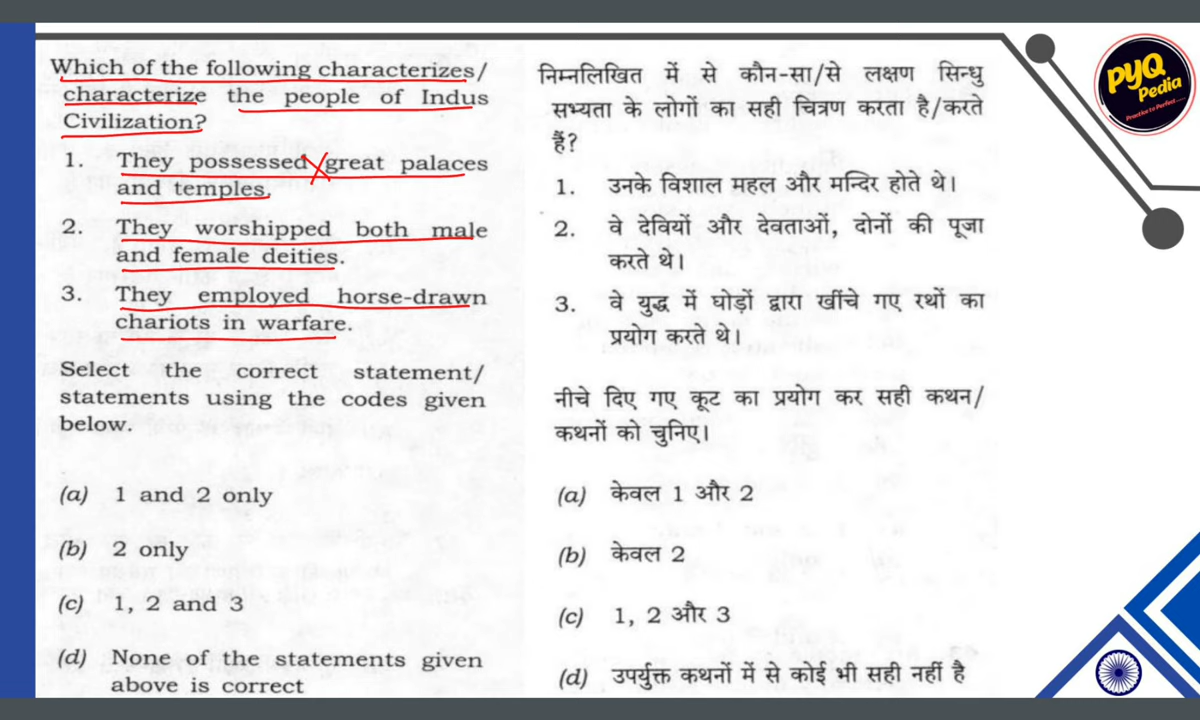 Which of the following characterizes/
characterize the people of Indus
Civilization?
1. They possessed great palaces
and temples.
2. They worshipped both male
and female deities.
3. They employed horse-drawn
chariots in warfare.
Select the correct statement/
statements using the codes given
below.
(a) 1 and 2 only
(b) 2 only
(c) 1, 2 and 3
(d) None of the statements given
above is correct
निम्नलिखित में से कौन-सा/से लक्षण सिन्धु
सभ्यता के लोगों का सही चित्रण करता है/करते
हैं?
1. उनके विशाल महल और मन्दिर होते थे।
2. वे देवियों और देवताओं, दोनों की पूजा
करते थे।
3. वे युद्ध में घोड़ों द्वारा खींचे गए रथों का
प्रयोग करते थे।
नीचे दिए गए कूट का प्रयोग कर सही कथन/
कथनों को चुनिए।
(a) केवल 1 और 2
(b) केवल 2
(c) 1, 2 और 3
(d) उपर्युक्त कथनों में से कोई भी सही नहीं है
PYQ
Pedia
Practice to Perfect......